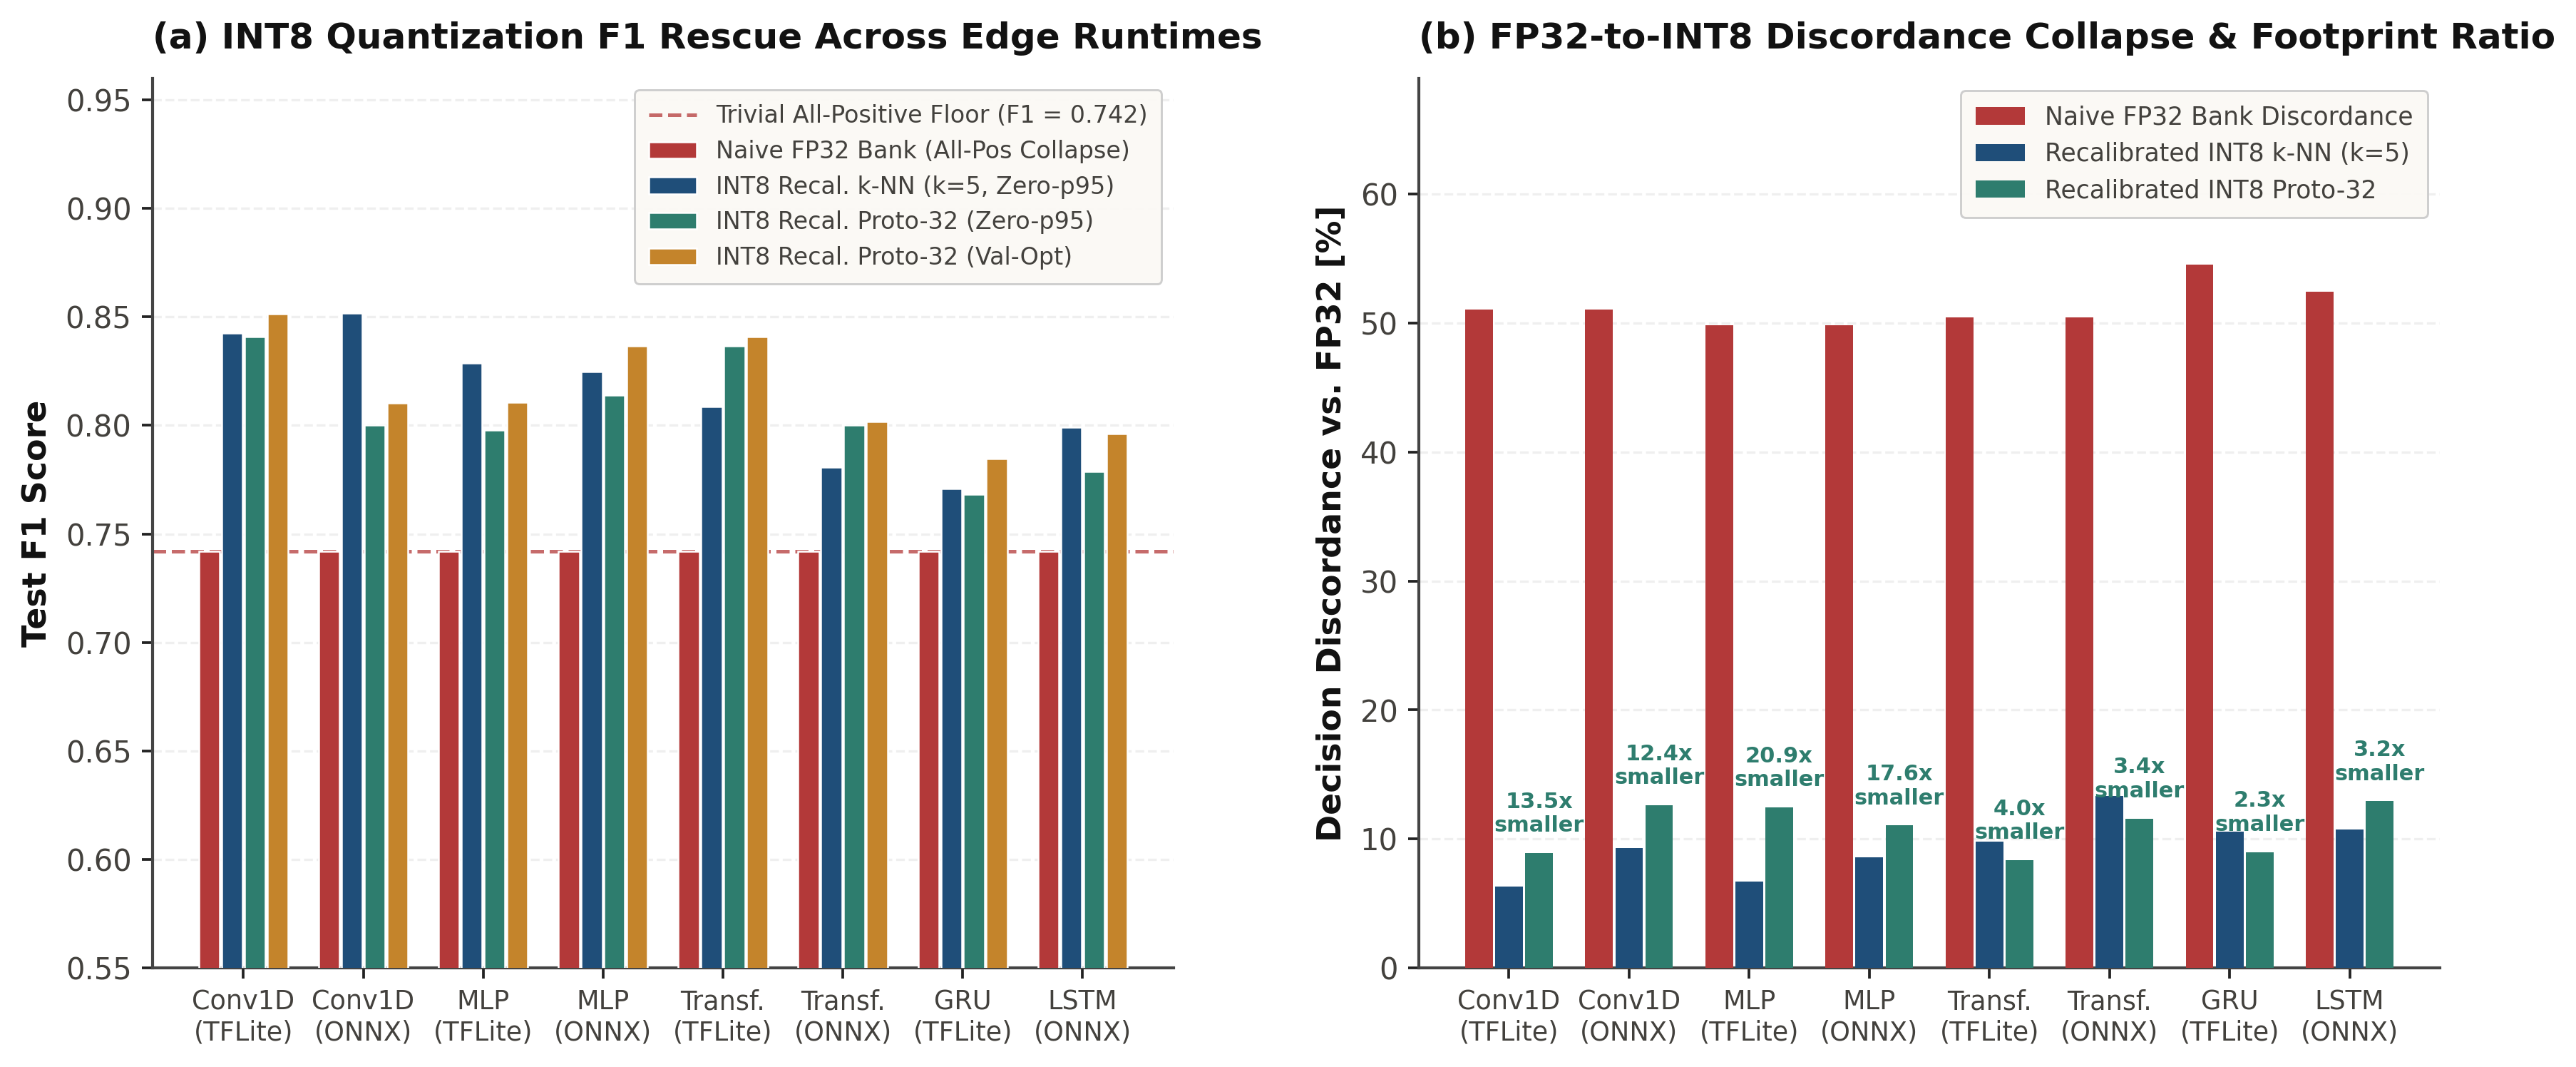 (a) INT8 Quantization F1 Rescue Across Edge Runtimes
Test F1 Score
0.95
0.90
0.85
0.80
0.75
0.70
0.65
0.60
0.55
Trivial All-Positive Floor (F1 = 0.742)
Naive FP32 Bank (All-Pos Collapse)
INT8 Recal. k-NN (k=5, Zero-p95)
INT8 Recal. Proto-32 (Zero-p95)
INT8 Recal. Proto-32 (Val-Opt)
Conv1D
(TFLite)
Conv1D
(ONNX)
MLP
(TFLite)
MLP
(ONNX)
Transf.
(TFLite)
Transf.
(ONNX)
GRU
(TFLite)
LSTM
(ONNX)
(b) FP32-to-INT8 Discordance Collapse & Footprint Ratio
Decision Discordance vs. FP32 [%]
60
50
40
30
20
10
0
Naive FP32 Bank Discordance
Recalibrated INT8 k-NN (k=5)
Recalibrated INT8 Proto-32
13.5x
smaller
12.4x
smaller
20.9x
smaller
17.6x
smaller
4.0x
smaller
3.4x
smaller
2.3x
smaller
3.2x
smaller
Conv1D
(TFLite)
Conv1D
(ONNX)
MLP
(TFLite)
MLP
(ONNX)
Transf.
(TFLite)
Transf.
(ONNX)
GRU
(TFLite)
LSTM
(ONNX)